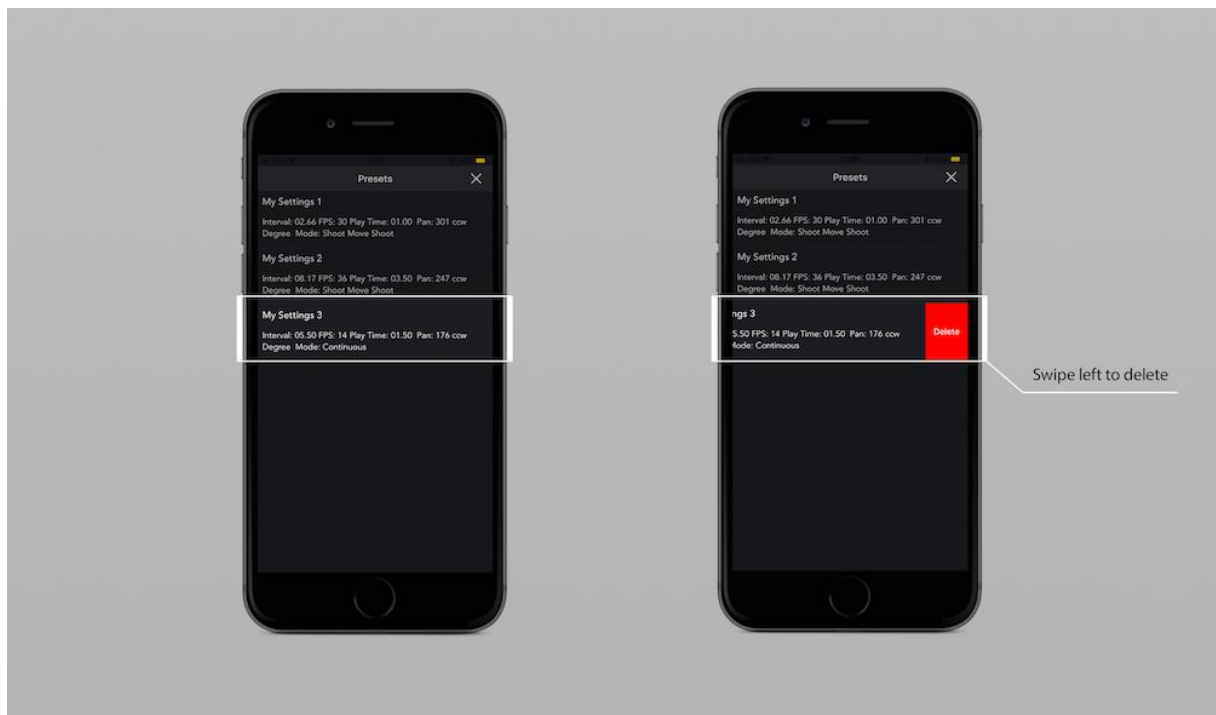 Presets
My Settings 1
Interval: 02.66 FPS: 30 Play Time: 01.00 Pan: 301 ccw
Degree Mode: Shoot Move Shoot
My Settings 2
Interval: 08.17 FPS: 36 Play Time: 03.50 Pan: 247 ccw
Degree Mode: Shoot Move Shoot
My Settings 3
Interval: 05.50 FPS: 14 Play Time: 01.50 Pan: 176 ccw
Degree Mode: Continuous
Presets
My Settings 1
Interval: 02.66 FPS: 30 Play Time: 01.00 Pan: 301 ccw
Degree Mode: Shoot Move Shoot
My Settings 2
Interval: 08.17 FPS: 36 Play Time: 03.50 Pan: 247 ccw
Degree Mode: Shoot Move Shoot
ngs 3
5.50 FPS: 14 Play Time: 01.50 Pan: 176 ccw
Mode: Continuous
Delete
Swipe left to delete